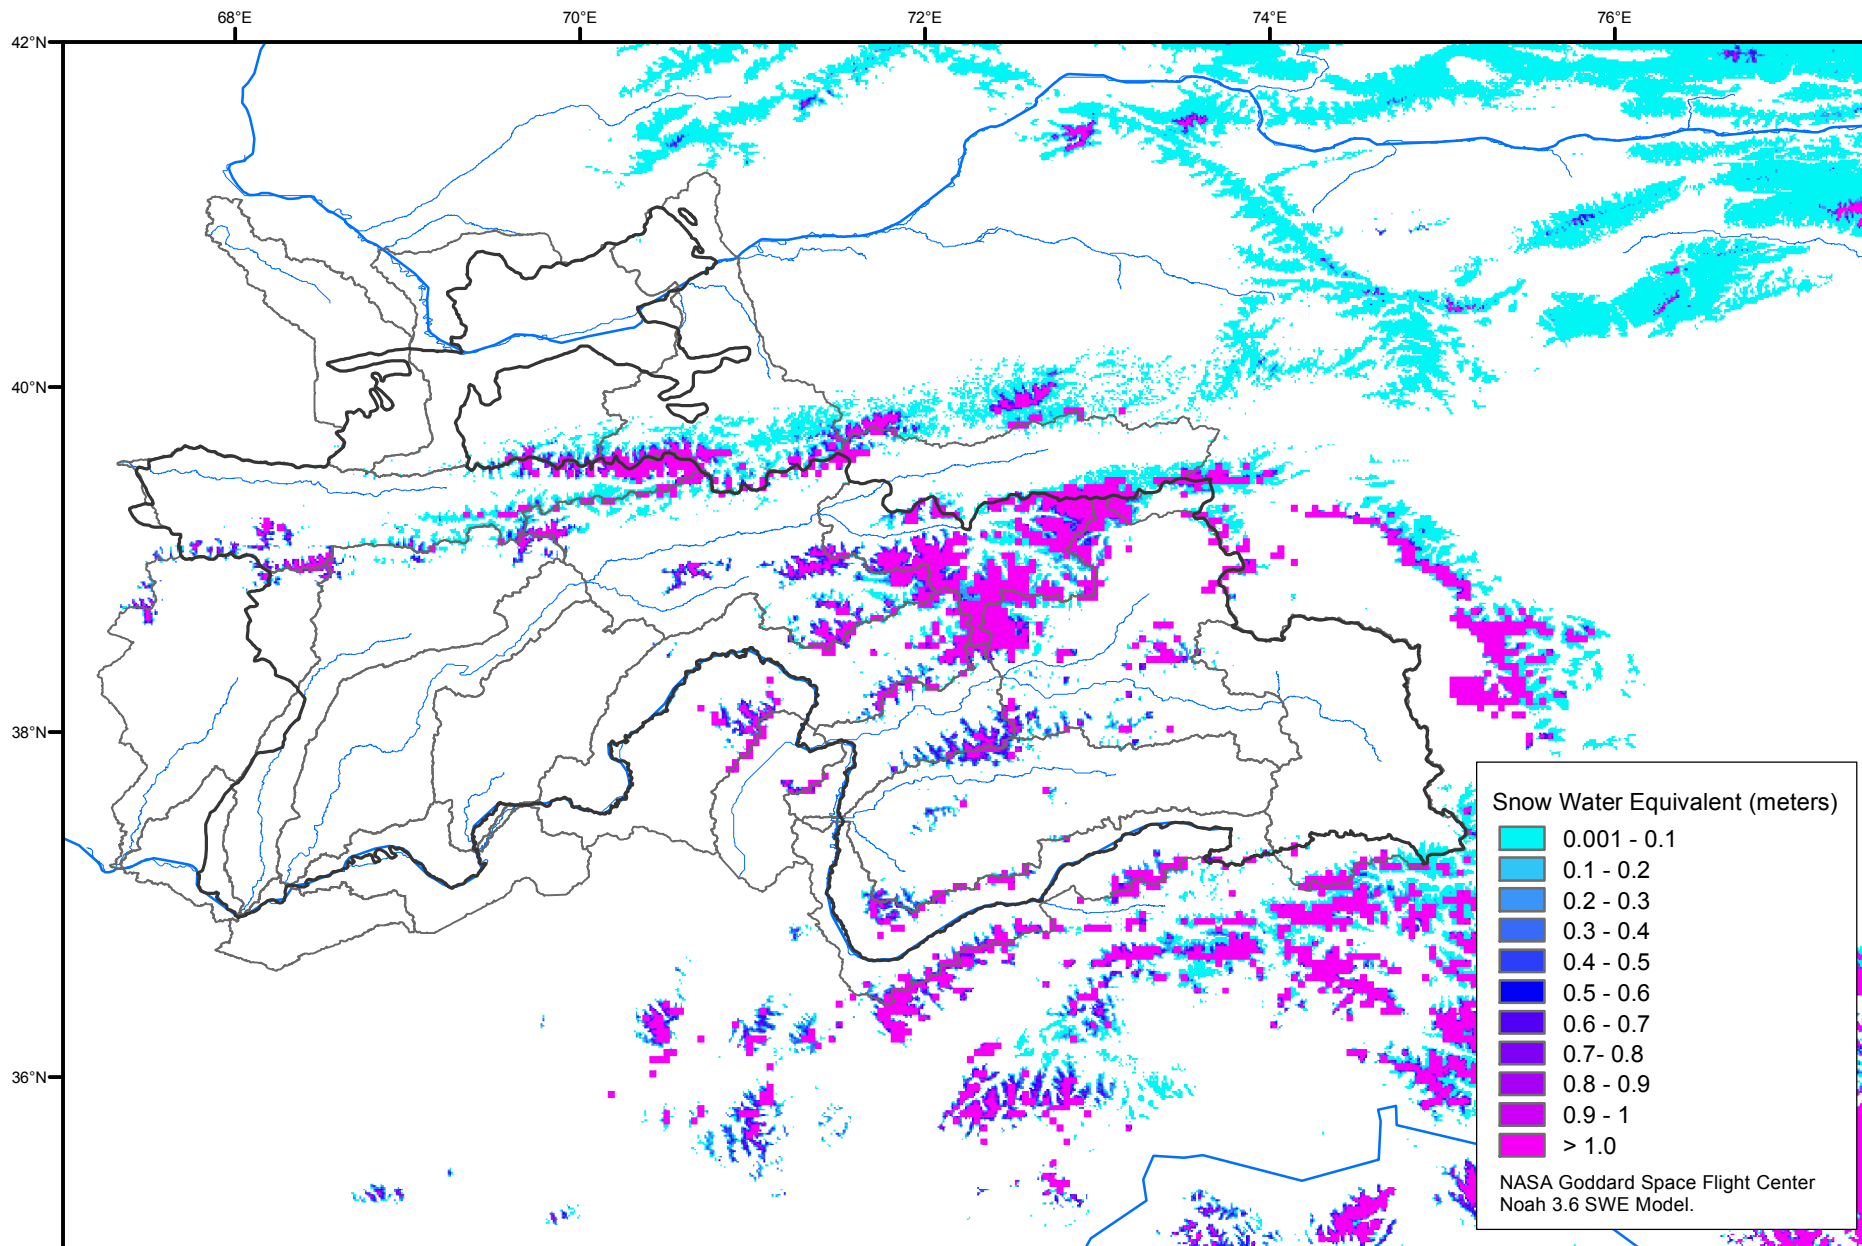 68°E
70°E
72°E
74°E
76°E
42°N
40°N
38°N
36°N
Snow Water Equivalent (meters)
0.001 - 0.1
0.1 - 0.2
0.2 - 0.3
0.3 - 0.4
0.4 - 0.5
0.5 - 0.6
0.6 - 0.7
0.7- 0.8
0.8 - 0.9
0.9 - 1
> 1.0
NASA Goddard Space Flight Center
Noah 3.6 SWE Model.